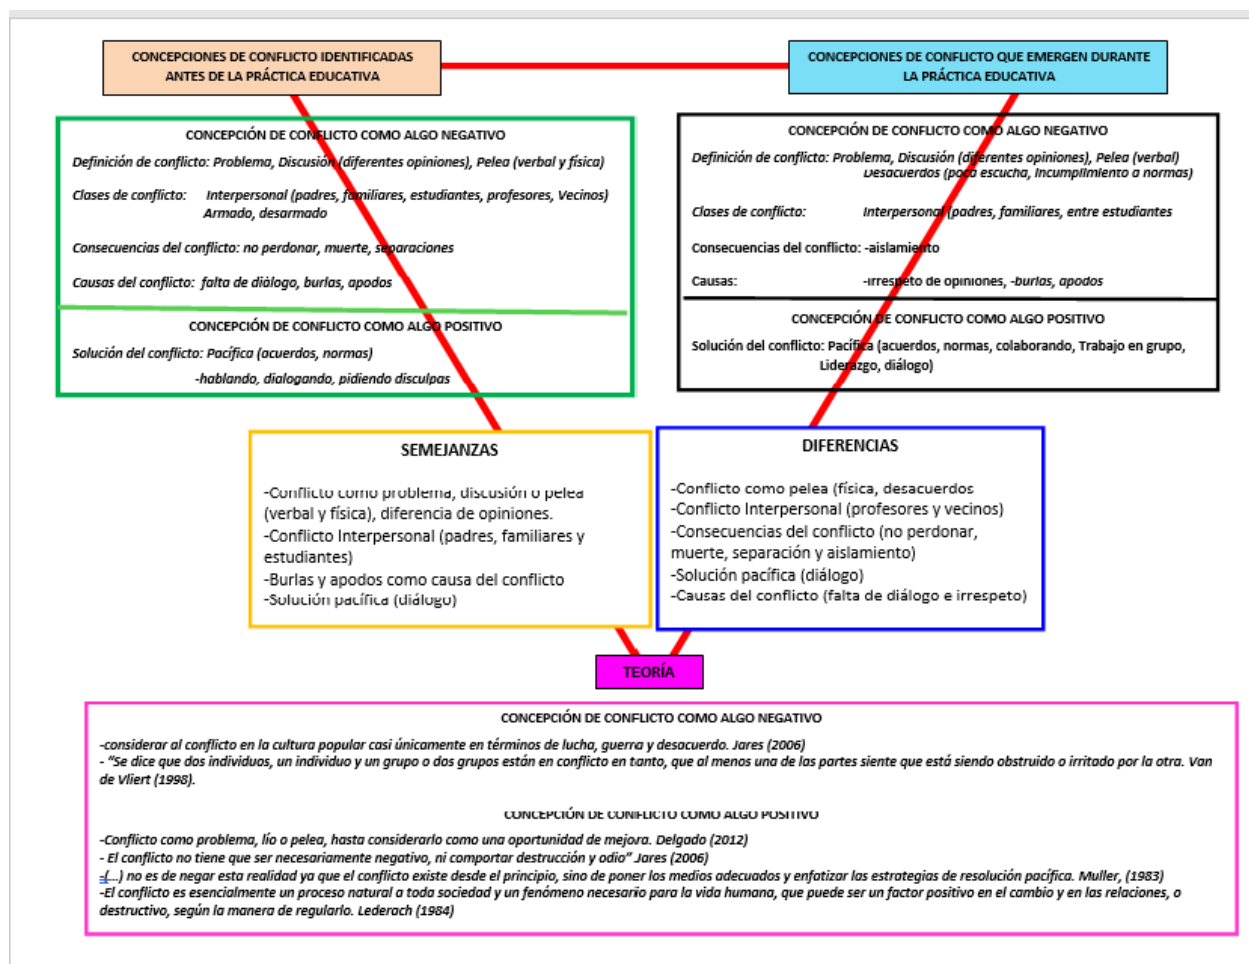 CONCEPCIONES DE CONFLICTO IDENTIFICADAS
ANTES DE LA PRÁCTICA EDUCATIVA
CONCEPCIONES DE CONFLICTO QUE EMERGEN DURANTE
LA PRÁCTICA EDUCATIVA
CONCEPCIÓN DE CONFLICTO COMO ALGO NEGATIVO
Definición de conflicto: Problema, Discusión (diferentes opiniones), Pelea (verbal y física)
Clases de conflicto: Interpersonal (padres, familiares, estudiantes, profesores, Vecinos)
Armado, desarmado
Consecuencias del conflicto: no perdonar, muerte, separaciones
Causas del conflicto: falta de diálogo, burlas, apodos
CONCEPCIÓN DE CONFLICTO COMO ALGO POSITIVO
Solución del conflicto: Pacífica (acuerdos, normas)
-hablando, dialogando, pidiendo disculpas
CONCEPCIÓN DE CONFLICTO COMO ALGO NEGATIVO
Definición de conflicto: Problema, Discusión (diferentes opiniones), Pelea (verbal)
Desacuerdos (poca escucha, Incumplimiento a normas)
Clases de conflicto: Interpersonal (padres, familiares, entre estudiantes
Consecuencias del conflicto: -aislamiento
Causas: -irrespeto de opiniones, -burlas, apodos
CONCEPCIÓN DE CONFLICTO COMO ALGO POSITIVO
Solución del conflicto: Pacífica (acuerdos, normas, colaborando, Trabajo en grupo,
Liderazgo, diálogo)
SEMEJANZAS
-Conflicto como problema, discusión o pelea
(verbal y física), diferencia de opiniones.
-Conflicto Interpersonal (padres, familiares y
estudiantes)
-Burlas y apodos como causa del conflicto
-Solución pacífica (diálogo)
DIFERENCIAS
-Conflicto como pelea (física, desacuerdos
-Conflicto Interpersonal (profesores y vecinos)
-Consecuencias del conflicto (no perdonar,
muerte, separación y aislamiento)
-Solución pacífica (diálogo)
-Causas del conflicto (falta de diálogo e irrespeto)
TEORÍA
CONCEPCIÓN DE CONFLICTO COMO ALGO NEGATIVO
-considerar al conflicto en la cultura popular casi únicamente en términos de lucha, guerra y desacuerdo. Jares (2006)
- "Se dice que dos individuos, un individuo y un grupo o dos grupos están en conflicto en tanto, que al menos una de las partes siente que está siendo obstruido o irritado por la otra. Van
de Vliert (1998).
CONCEPCIÓN DE CONFLICTO COMO ALGO POSITIVO
-Conflicto como problema, lío o pelea, hasta considerarlo como una oportunidad de mejora. Delgado (2012)
- El conflicto no tiene que ser necesariamente negativo, ni comportar destrucción y odio" Jares (2006)
-(...) no es de negar esta realidad ya que el conflicto existe desde el principio, sino de poner los medios adecuados y enfatizar las estrategias de resolución pacífica. Muller, (1983)
-El conflicto es esencialmente un proceso natural a toda sociedad y un fenómeno necesario para la vida humana, que puede ser un factor positivo en el cambio y en las relaciones, o
destructivo, según la manera de regularlo. Lederach (1984)